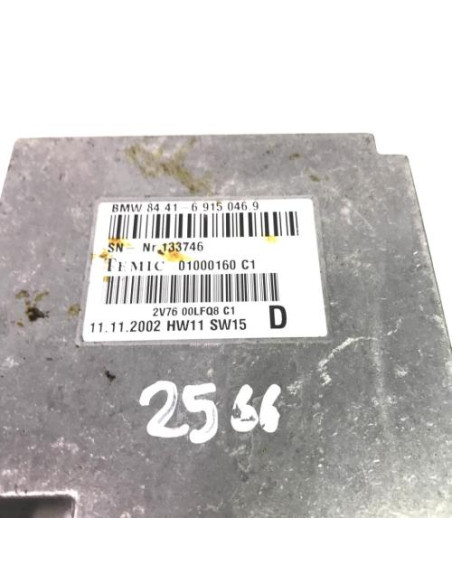 BMW 84 41 - 6 915 046 9
SN - Nr.133746
TEMIC 01000160 C1
2V76 00LFQ8 C1
11.11.2002 HW11 SW15 D